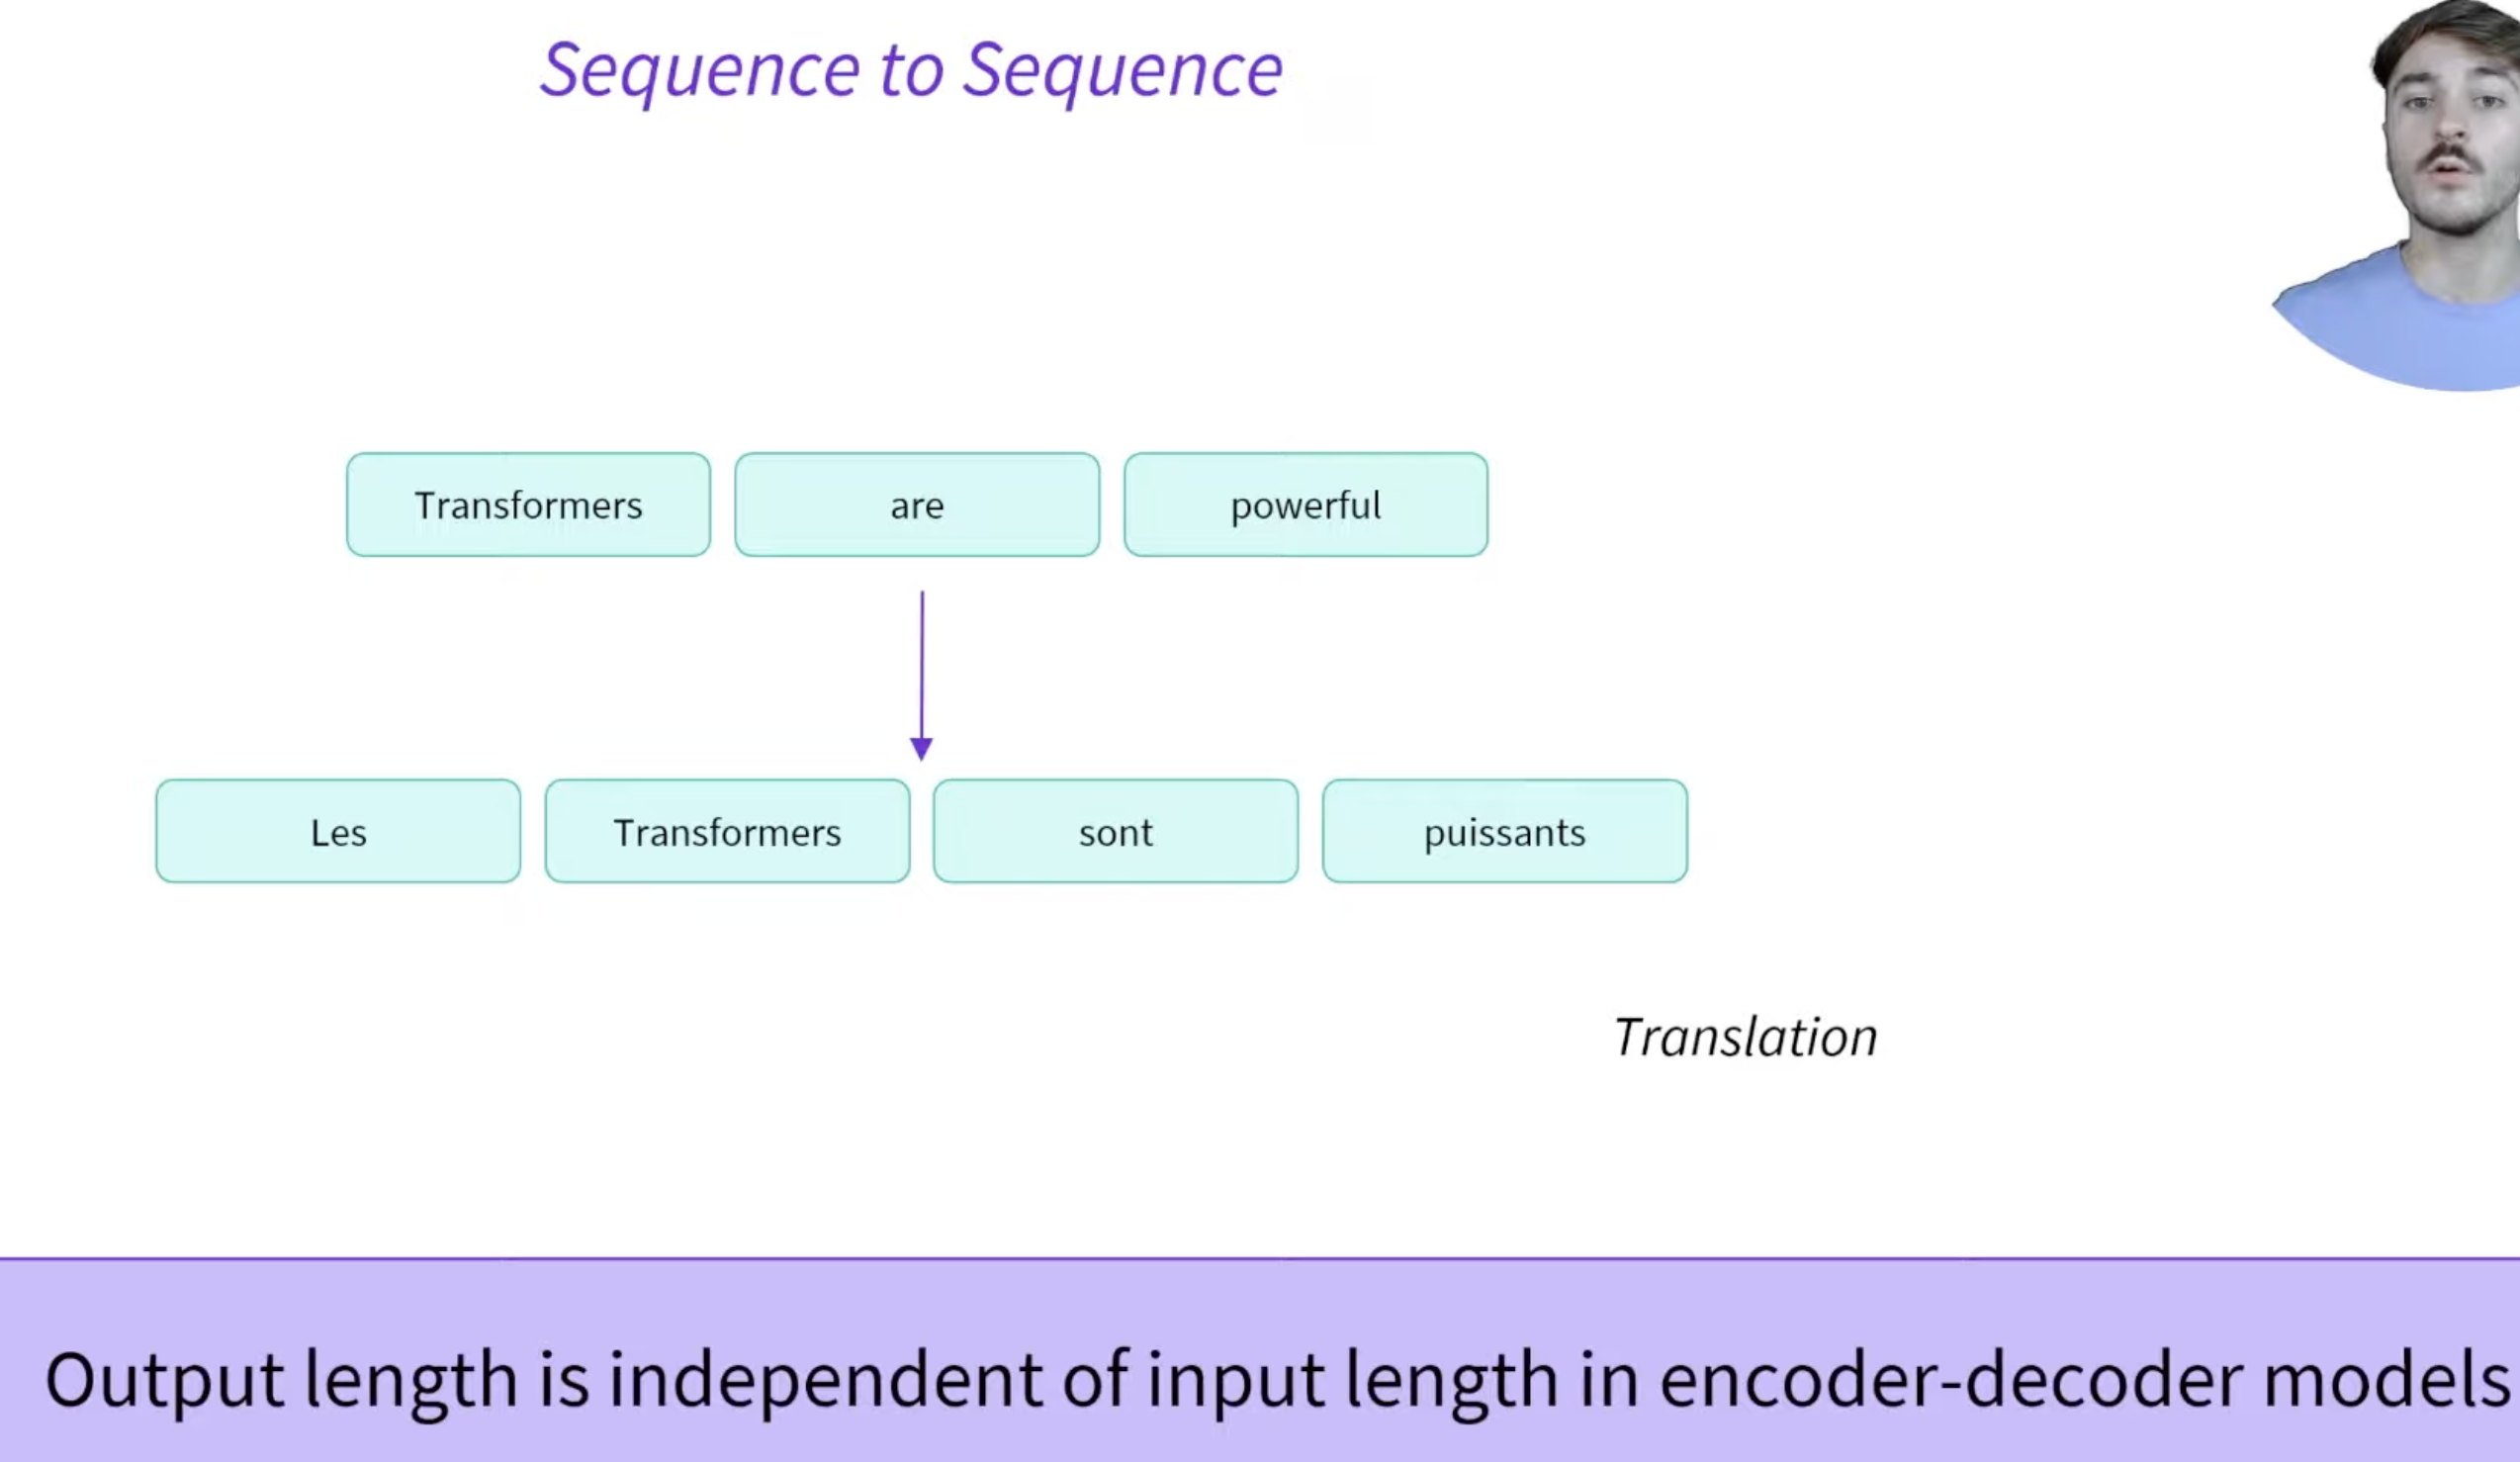 Sequence to Sequence
Transformers are powerful
Les Transformers sont puissants
Translation
Output length is independent of input length in encoder-decoder models